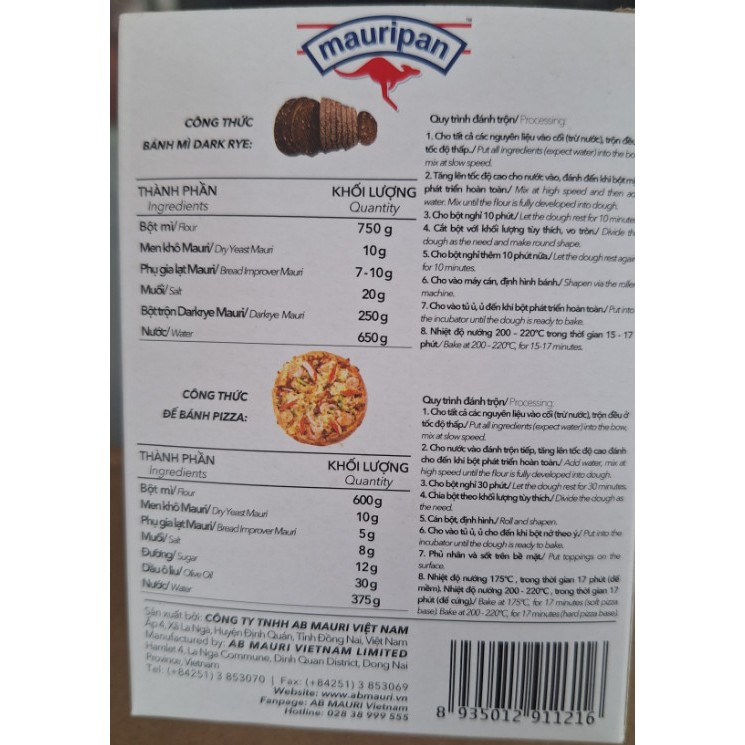 mauripan
CÔNG THỨC
BÁNH MÌ DARK RYE:
THÀNH PHẦN
Ingredients
KHỐI LƯỢNG
Quantity
Bột mì/ Flour
750 g
Men khô Mauri/ Dry Yeast Mauri
10 g
Phụ gia lạt Mauri/ Bread Improver Mauri
7 - 10 g
Muối/ Salt
20 g
Bột trộn Darkrye Mauri/ Darkrye Mauri
250 g
Nước/ Water
650 g
Quy trình đánh trộn/ Processing:
1. Cho tất cả các nguyên liệu vào cối (trừ nước), trộn đều
tốc độ thấp./ Put all ingredients (expect water) into the bo
mix at slow speed.
2. Tăng lên tốc độ cao cho nước vào, đánh đến khi bột mì
phát triển hoàn toàn./ Mix at high speed and then ad
water. Mix until the flour is fully developed into dough.
3. Cho bột nghỉ 10 phút./ Let the dough rest for 10 minutes
4. Cắt bột với khối lượng tùy thích, vo tròn./ Divide th
dough as the need and make round shape.
5. Cho bột nghỉ thêm 10 phút nữa./ Let the dough rest again
for 10 minutes.
6. Cho vào máy cán, định hình bánh./ Shapen via the roller
machine.
7. Cho vào tủ ủ, ủ đến khi bột phát triển hoàn toàn./ Put into
the incubator until the dough is ready to bake.
8. Nhiệt độ nướng 200 - 220°C trong thời gian 15 - 17
phút./ Bake at 200 - 220°C, for 15-17 minutes.
CÔNG THỨC
ĐẾ BÁNH PIZZA:
THÀNH PHẦN
Ingredients
KHỐI LƯỢNG
Quantity
Bột mì/ Flour
600 g
Men khô Mauri/ Dry Yeast Mauri
10 g
Phụ gia lạt Mauri/ Bread Improver Mauri
5 g
Muối/ Salt
8 g
Đường/ Sugar
12 g
Dầu ô liu/ Olive Oil
30 g
Nước/ Water
375 g
Quy trình đánh trộn/ Processing:
1. Cho tất cả các nguyên liệu vào cối (trừ nước), trộn đều ở
tốc độ thấp./ Put all ingredients (expect water) into the bow,
mix at slow speed.
2. Cho nước vào đánh trộn tiếp, tăng lên tốc độ cao đánh
cho đến khi bột phát triển hoàn toàn./ Add water, mix at
high speed until the flour is fully developed into dough.
3. Cho bột nghỉ 30 phút./ Let the dough rest for 30 minutes.
4. Chia bột theo khối lượng tùy thích./ Divide the dough as
the need.
5. Cán bột, định hình./ Roll and shapen.
6. Cho vào tủ ủ, ủ cho đến khi bột nở theo ý./ Put into the
incubator until the dough is ready to bake.
7. Phủ nhân và sốt trên bề mặt./ Put toppings on the
surface.
8. Nhiệt độ nướng 175°C, trong thời gian 17 phút (đế
mềm). Nhiệt độ nướng 200 - 220°C, trong thời gian 17
phút (đế cứng)./ Bake at 175°C, for 17 minutes (soft pizza
base). Bake at 200- 220°C, for 17 minutes (hard pizza base).
Sản xuất bởi: CÔNG TY TNHH AB MAURI VIỆT NAM
Ấp 4, Xã La Ngà, Huyện Định Quán, Tỉnh Đồng Nai, Việt Nam
Manufactured by: AB MAURI VIETNAM LIMITED
Hamlet 4, La Nga Commune, Dinh Quan District, Dong Nai
Province, Vietnam
Tel: (+84251) 3 853070 | Fax: (+84251) 3 853069
Website: www.abmauri.vn
Fanpage: AB MAURI Vietnam
Hotline: 028 38 999 555
8 935012 911216